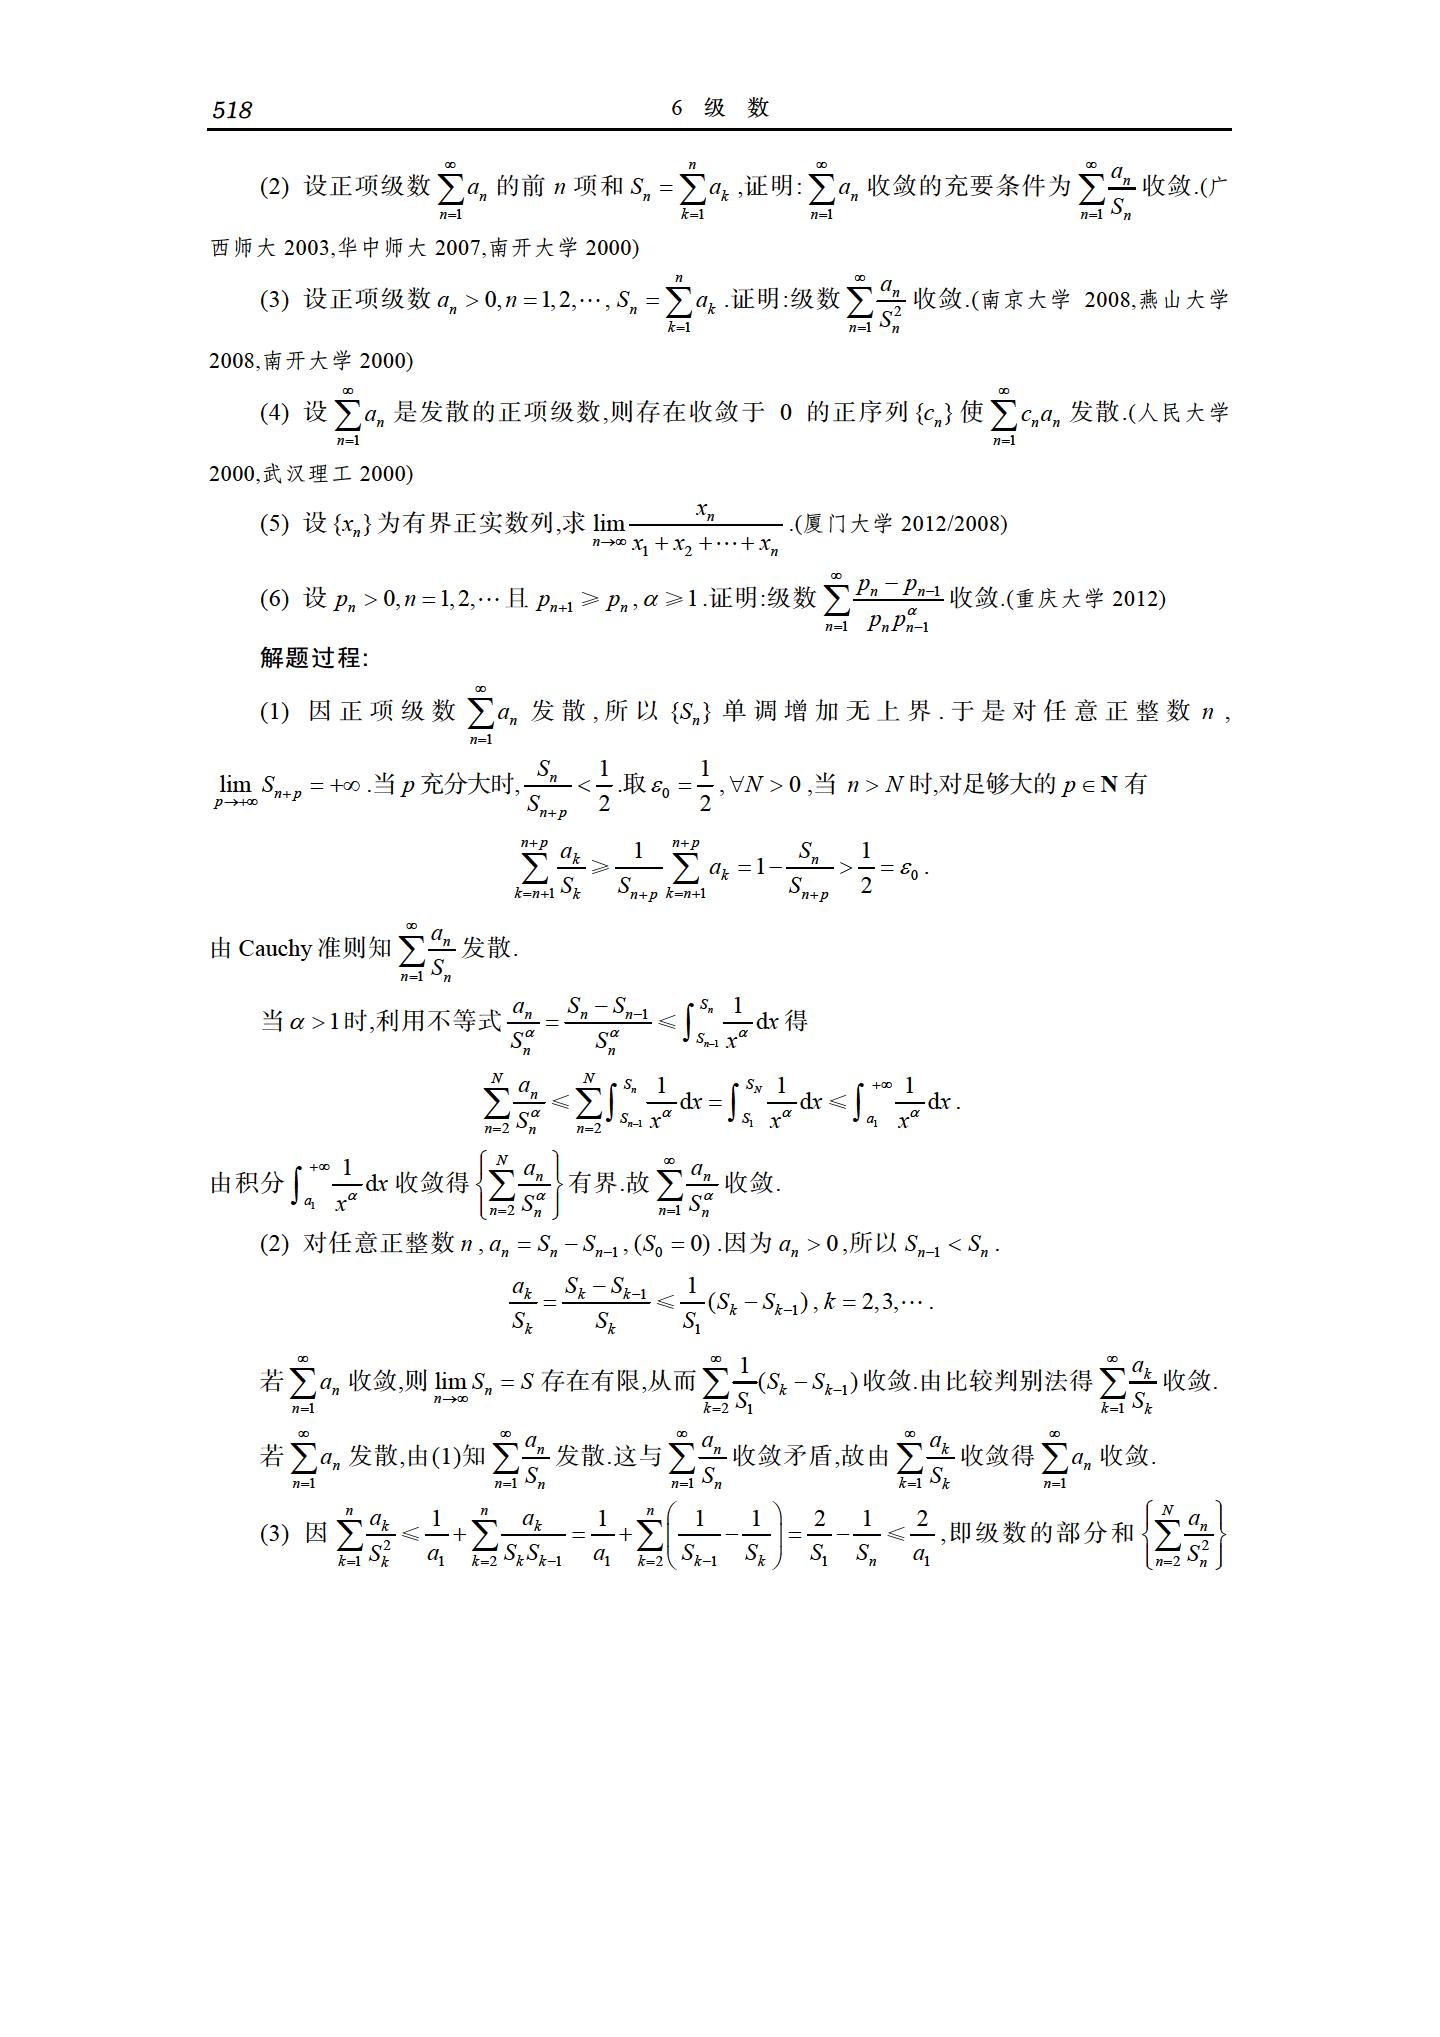 518 6 级 数
(2) 设正项级数 $\sum_{n=1}^{\infty} a_n$ 的前 n 项和 $S_n = \sum_{k=1}^{n} a_k$ ,证明: $\sum_{n=1}^{\infty} a_n$ 收敛的充要条件为 $\sum_{n=1}^{\infty} \frac{a_n}{S_n}$ 收敛.(广
西师大 2003,华中师大 2007,南开大学 2000)
(3) 设正项级数 $a_n > 0, n = 1, 2, \cdots, S_n = \sum_{k=1}^{n} a_k$ .证明:级数 $\sum_{n=1}^{\infty} \frac{a_n}{S_n^2}$ 收敛.(南京大学 2008,燕山大学
2008,南开大学 2000)
(4) 设 $\sum_{n=1}^{\infty} a_n$ 是发散的正项级数,则存在收敛于 0 的正序列 $\{c_n\}$ 使 $\sum_{n=1}^{\infty} c_n a_n$ 发散.(人民大学
2000,武汉理工 2000)
(5) 设 $\{x_n\}$ 为有界正实数列,求 $\lim_{n\to\infty} \frac{x_n}{x_1 + x_2 + \cdots + x_n}$ .(厦门大学 2012/2008)
(6) 设 $p_n > 0, n = 1, 2, \cdots$ 且 $p_{n+1} \geqslant p_n, \alpha \geqslant 1$ .证明:级数 $\sum_{n=1}^{\infty} \frac{p_n - p_{n-1}}{p_n p_{n-1}^{\alpha}}$ 收敛.(重庆大学 2012)
解题过程:
(1) 因正项级数 $\sum_{n=1}^{\infty} a_n$ 发散,所以 $\{S_n\}$ 单调增加无上界.于是对任意正整数 n ,
$\lim_{p\to+\infty} S_{n+p} = +\infty$ .当 p 充分大时, $\frac{S_n}{S_{n+p}} < \frac{1}{2}$ .取 $\varepsilon_0 = \frac{1}{2}, \forall N > 0$ ,当 $n > N$ 时,对足够大的 $p \in \mathbf{N}$ 有
$\sum_{k=n+1}^{n+p} \frac{a_k}{S_k} \geqslant \frac{1}{S_{n+p}} \sum_{k=n+1}^{n+p} a_k = 1 - \frac{S_n}{S_{n+p}} > \frac{1}{2} = \varepsilon_0$ .
由 Cauchy 准则知 $\sum_{n=1}^{\infty} \frac{a_n}{S_n}$ 发散.
当 $\alpha > 1$ 时,利用不等式 $\frac{a_n}{S_n^{\alpha}} = \frac{S_n - S_{n-1}}{S_n^{\alpha}} \leqslant \int_{S_{n-1}}^{S_n} \frac{1}{x^{\alpha}} \mathrm{d}x$ 得
$\sum_{n=2}^{N} \frac{a_n}{S_n^{\alpha}} \leqslant \sum_{n=2}^{N} \int_{S_{n-1}}^{S_n} \frac{1}{x^{\alpha}} \mathrm{d}x = \int_{S_1}^{S_N} \frac{1}{x^{\alpha}} \mathrm{d}x \leqslant \int_{a_1}^{+\infty} \frac{1}{x^{\alpha}} \mathrm{d}x$ .
由积分 $\int_{a_1}^{+\infty} \frac{1}{x^{\alpha}} \mathrm{d}x$ 收敛得 $\left\{ \sum_{n=2}^{N} \frac{a_n}{S_n^{\alpha}} \right\}$ 有界.故 $\sum_{n=1}^{\infty} \frac{a_n}{S_n^{\alpha}}$ 收敛.
(2) 对任意正整数 n , $a_n = S_n - S_{n-1}, (S_0 = 0)$ .因为 $a_n > 0$ ,所以 $S_{n-1} < S_n$ .
$\frac{a_k}{S_k} = \frac{S_k - S_{k-1}}{S_k} \leqslant \frac{1}{S_1}(S_k - S_{k-1}), k = 2, 3, \cdots$ .
若 $\sum_{n=1}^{\infty} a_n$ 收敛,则 $\lim_{n\to\infty} S_n = S$ 存在有限,从而 $\sum_{k=2}^{\infty} \frac{1}{S_1}(S_k - S_{k-1})$ 收敛.由比较判别法得 $\sum_{k=1}^{\infty} \frac{a_k}{S_k}$ 收敛.
若 $\sum_{n=1}^{\infty} a_n$ 发散,由(1)知 $\sum_{n=1}^{\infty} \frac{a_n}{S_n}$ 发散.这与 $\sum_{n=1}^{\infty} \frac{a_n}{S_n}$ 收敛矛盾,故由 $\sum_{k=1}^{\infty} \frac{a_k}{S_k}$ 收敛得 $\sum_{n=1}^{\infty} a_n$ 收敛.
(3) 因 $\sum_{k=1}^{n} \frac{a_k}{S_k^2} \leqslant \frac{1}{a_1} + \sum_{k=2}^{n} \frac{a_k}{S_k S_{k-1}} = \frac{1}{a_1} + \sum_{k=2}^{n} \left( \frac{1}{S_{k-1}} - \frac{1}{S_k} \right) = \frac{2}{S_1} - \frac{1}{S_n} \leqslant \frac{2}{a_1}$ ,即级数的部分和 $\left\{ \sum_{n=2}^{N} \frac{a_n}{S_n^2} \right\}$